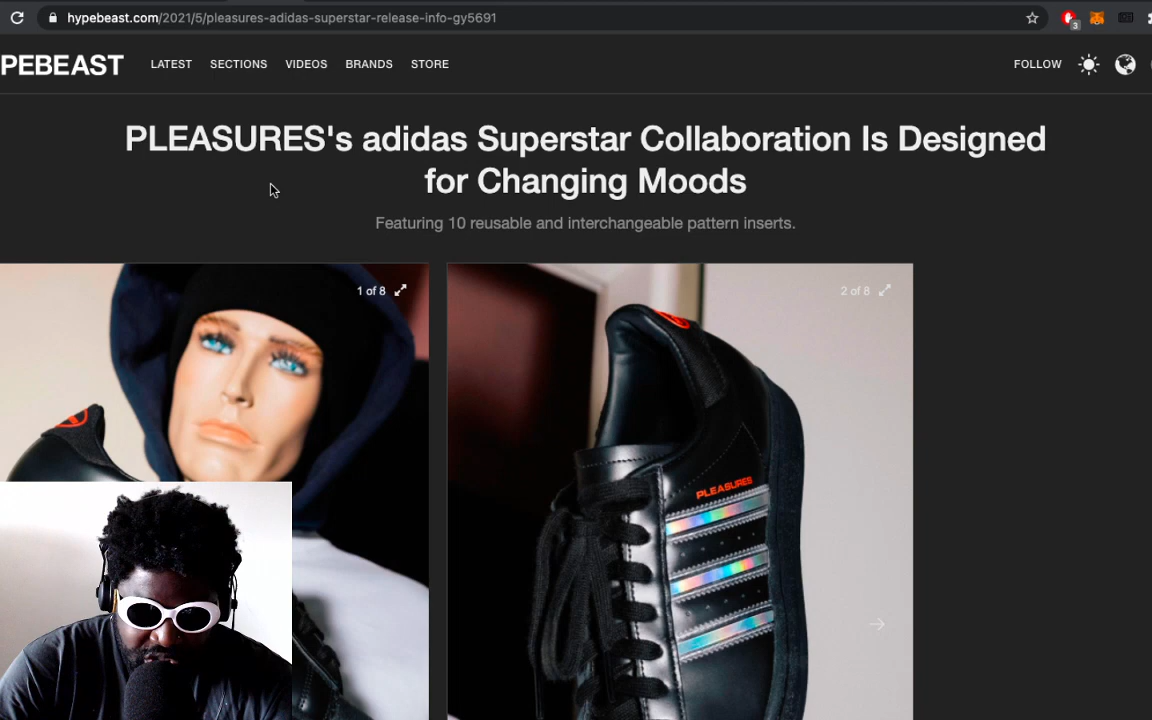 hypebeast.com/2021/5/pleasures-adidas-superstar-release-info-gy5691
3
PEBEAST LATEST SECTIONS VIDEOS BRANDS STORE FOLLOW
PLEASURES's adidas Superstar Collaboration Is Designed
for Changing Moods
Featuring 10 reusable and interchangeable pattern inserts.
1 of 8
2 of 8
PLEASURES